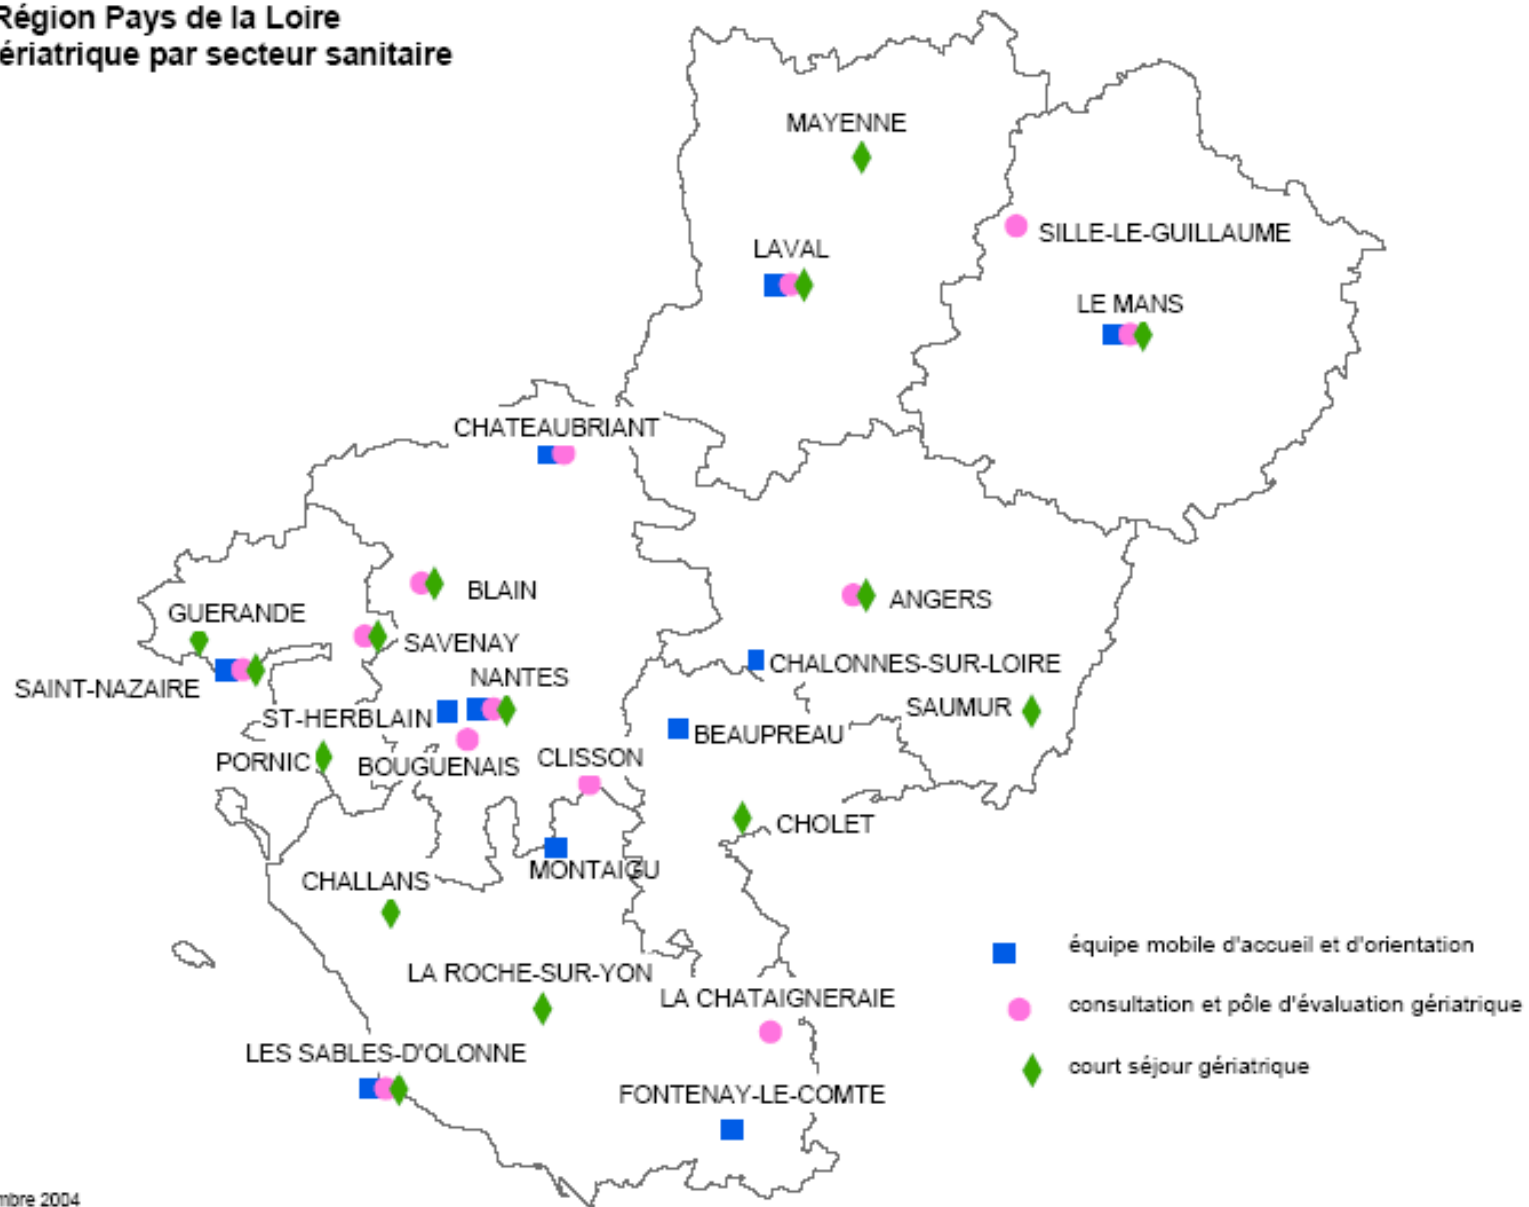 Région Pays de la Loire
ériatrique par secteur sanitaire
MAYENNE
SILLE-LE-GUILLAUME
LAVAL
LE MANS
CHATEAUBRIANT
BLAIN
ANGERS
GUERANDE
SAVENAY
CHALONNES-SUR-LOIRE
NANTES
SAINT-NAZAIRE
SAUMUR
ST-HERBLAIN
BEAUPREAU
CLISSON
PORNIC
BOUGUENAIS
CHOLET
MONTAIGU
CHALLANS
équipe mobile d'accueil et d'orientation
LA ROCHE-SUR-YON
LA CHATAIGNERAIE
consultation et pôle d'évaluation gériatrique
LES SABLES-D'OLONNE
court séjour gériatrique
FONTENAY-LE-COMTE
mbre 2004